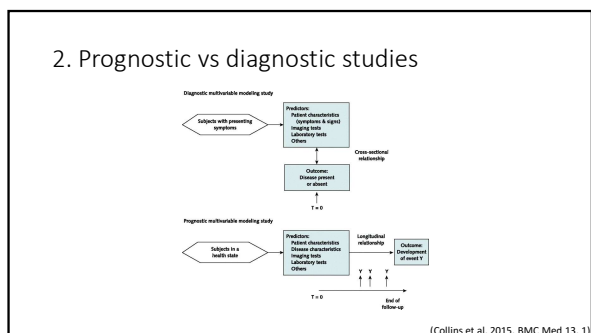 2. Prognostic vs diagnostic studies
Diagnostic multivariable modeling study
Subjects with presenting
symptoms
Predictors:
Patient characteristics
(symptoms & signs)
Imaging tests
Laboratory tests
Others
Cross-sectional
relationship
Outcome:
Disease present
or absent
T = 0
Prognostic multivariable modeling study
Subjects in a
health state
Predictors:
Patient characteristics
Disease characteristics
Imaging tests
Laboratory tests
Others
Longitudinal
relationship
Outcome:
Development
of event Y
Y Y Y
T = 0
End of
follow-up
(Collins et al. 2015, BMC Med 13, 1)